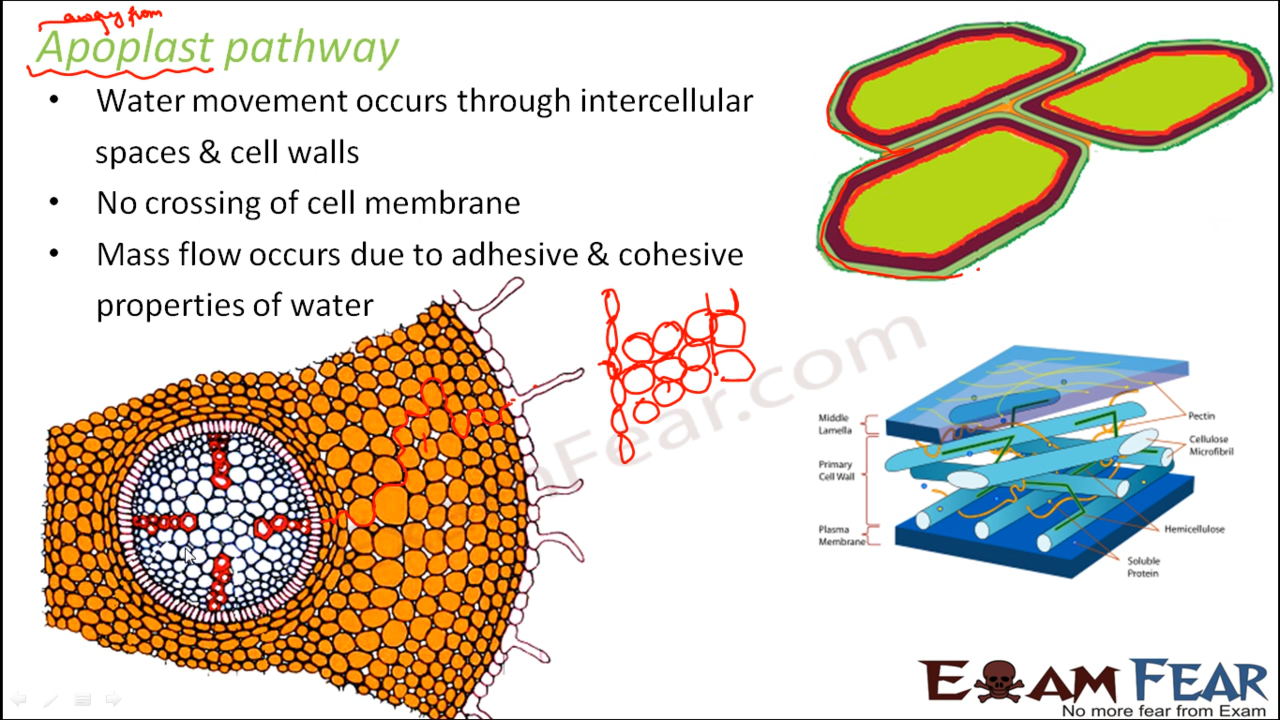 away from
Apoplast pathway
• Water movement occurs through intercellular
spaces & cell walls
• No crossing of cell membrane
• Mass flow occurs due to adhesive & cohesive
properties of water
Middle
Lamella
Pectin
Cellulose
Microfibril
Primary
Cell Wall
Plasma
Membrane
Hemicellulose
Soluble
Protein
ExamFear.com
EXAM FEAR
No more fear from Exam